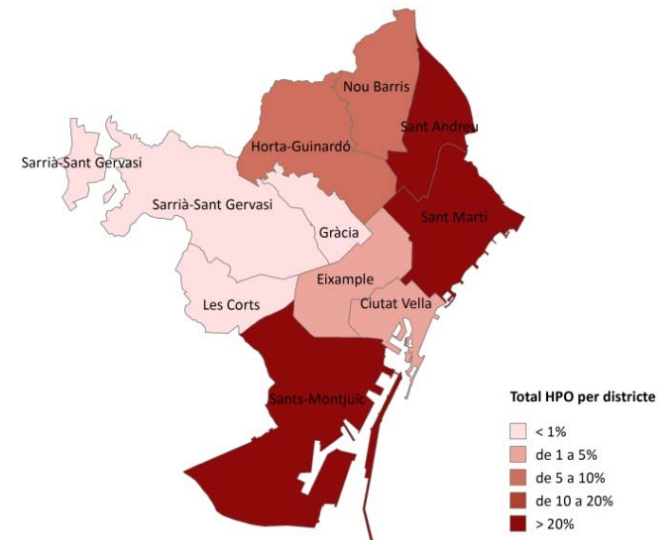 Nou Barris
Sant Andreu
Horta-Guinardó
Sarrià-Sant Gervasi
Sarrià-Sant Gervasi
Sant Martí
Gràcia
Eixample
Les Corts
Ciutat Vella
Sants-Montjuïc
Total HPO per districte
< 1%
de 1 a 5%
de 5 a 10%
de 10 a 20%
> 20%